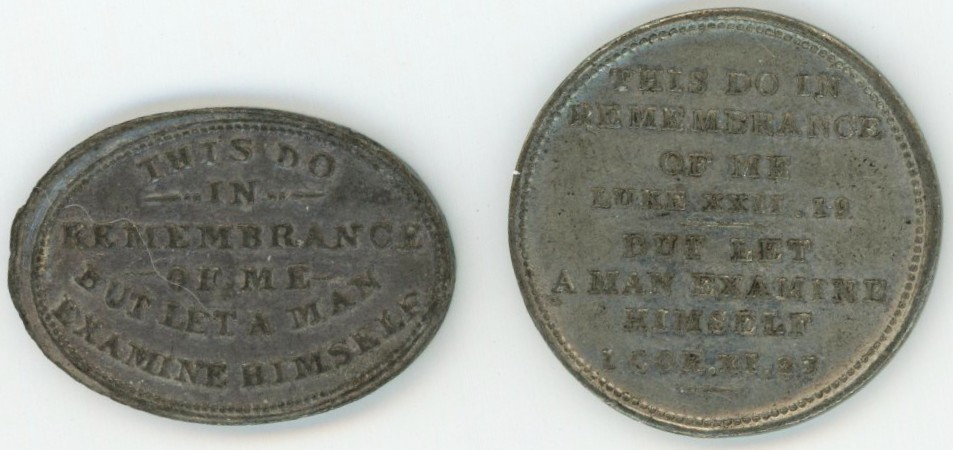 THIS DO
IN
REMEMBRANCE
OF ME
BUT LET A MAN
EXAMINE HIMSELF
THIS DO IN
REMEMBRANCE
OF ME
LUKE XXII.19
BUT LET
A MAN EXAMINE
HIMSELF
1 COR.XI.